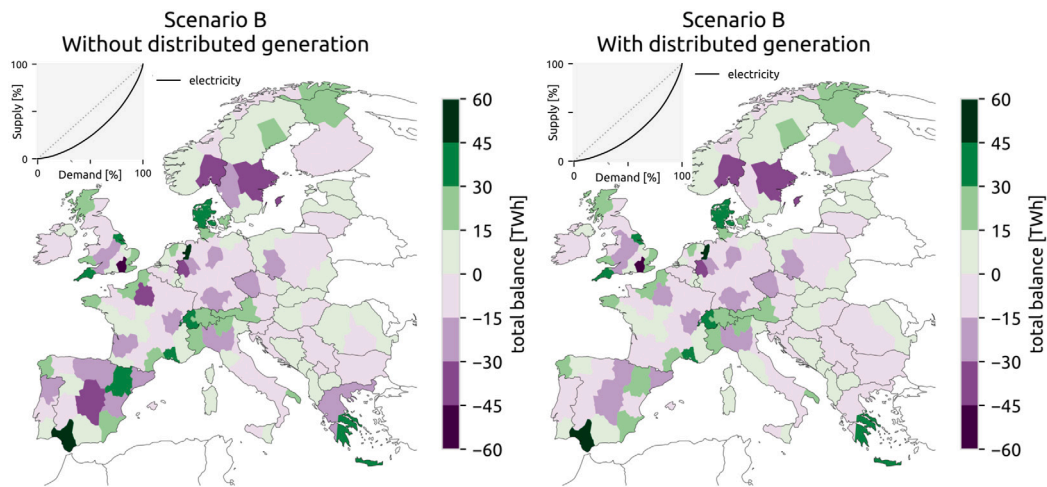 Scenario B
Without distributed generation
100
electricity
Supply [%]
0
0
Demand [%]
100
60
45
30
15
0
−15
−30
−45
−60
total balance [TWh]
Scenario B
With distributed generation
100
electricity
Supply [%]
0
0
Demand [%]
100
60
45
30
15
0
−15
−30
−45
−60
total balance [TWh]